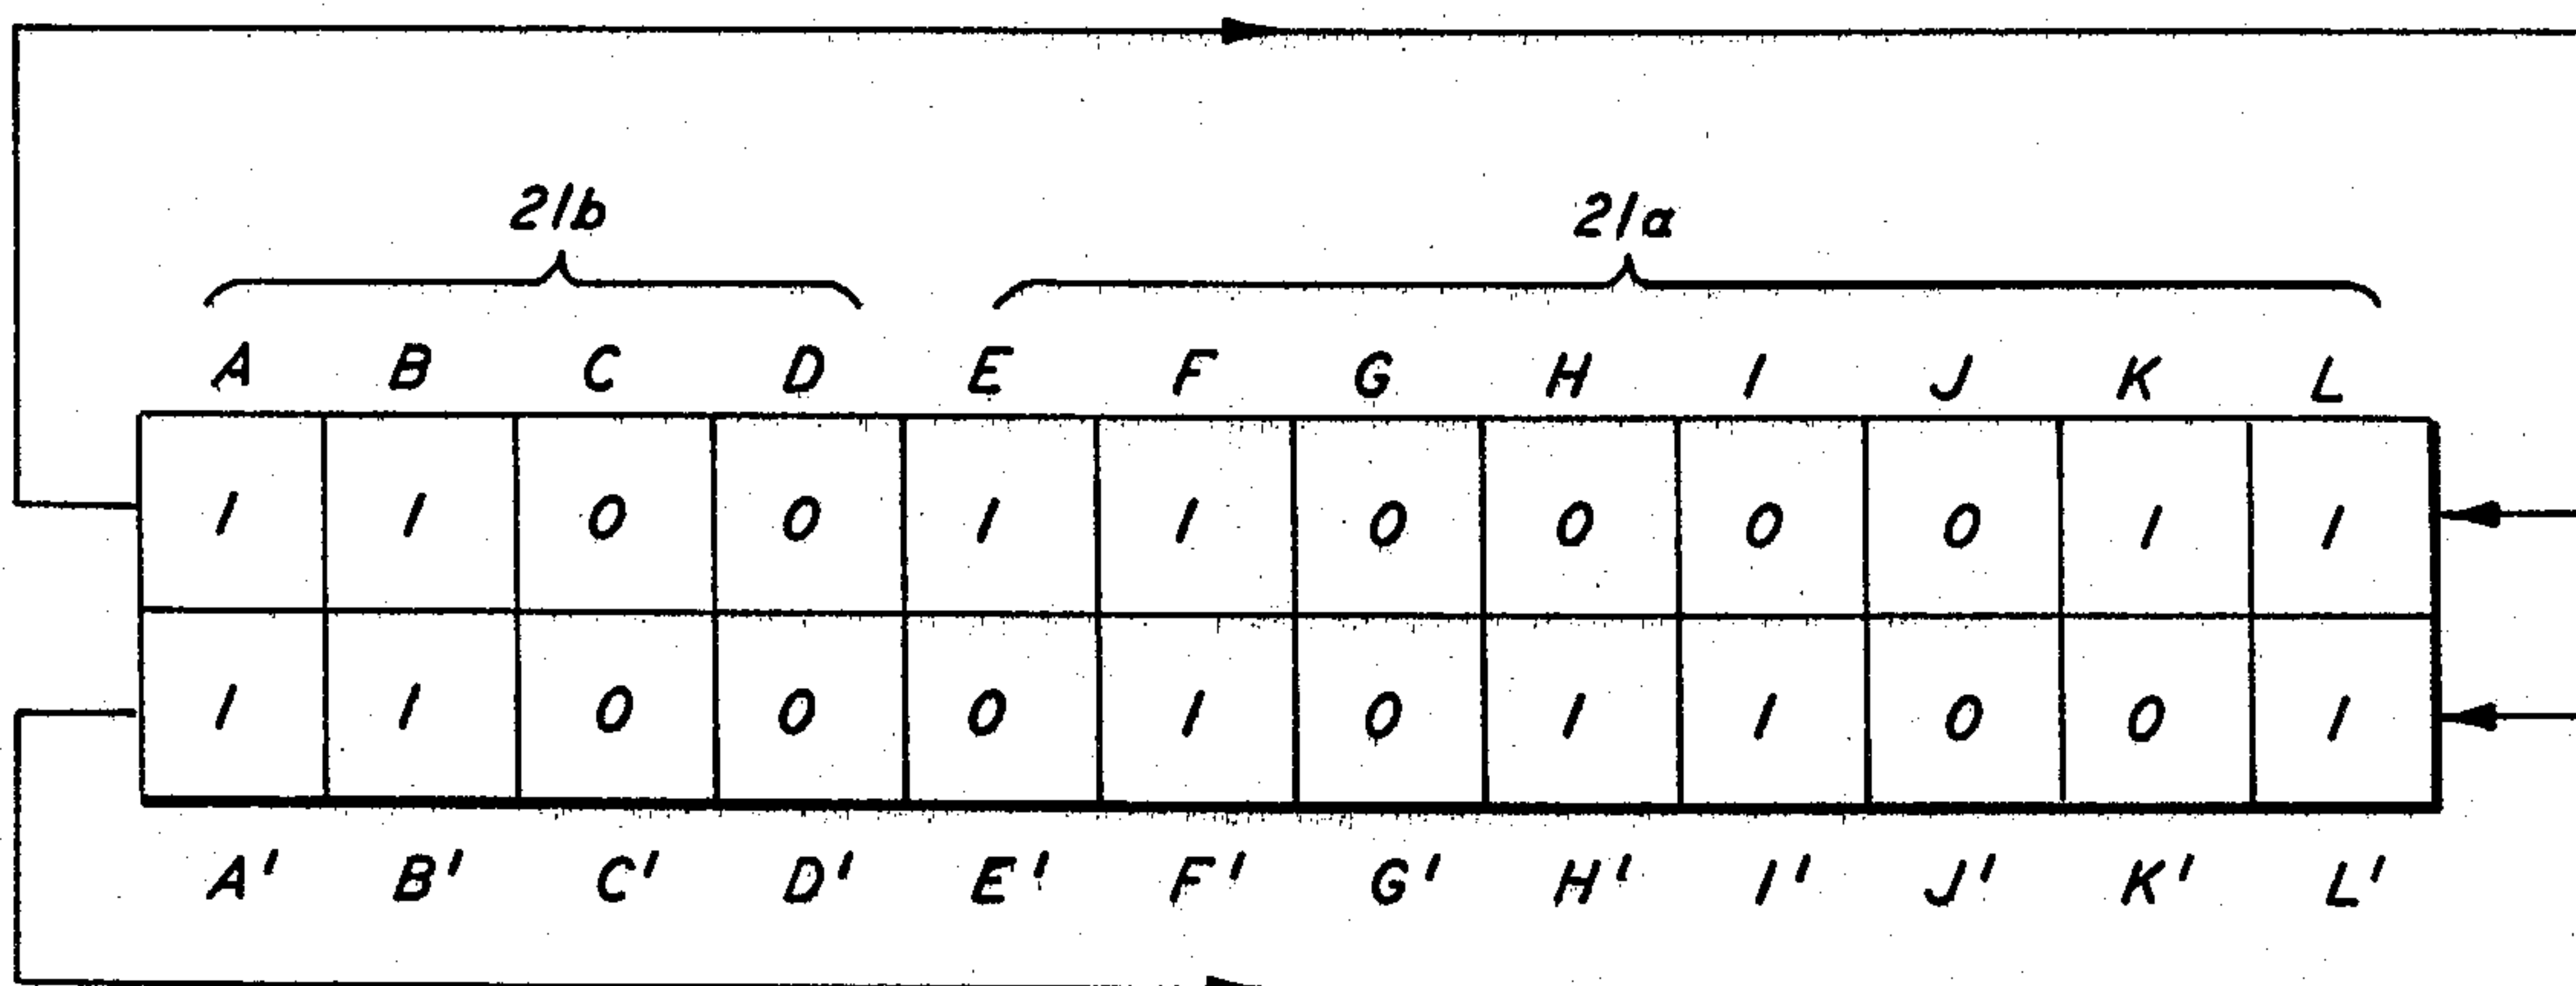 21b 21a
A B C D E F G H I J K L
1 1 0 0 1 1 0 0 0 0 1 1
1 1 0 0 0 1 0 1 1 0 0 1
A' B' C' D' E' F' G' H' I' J' K' L'